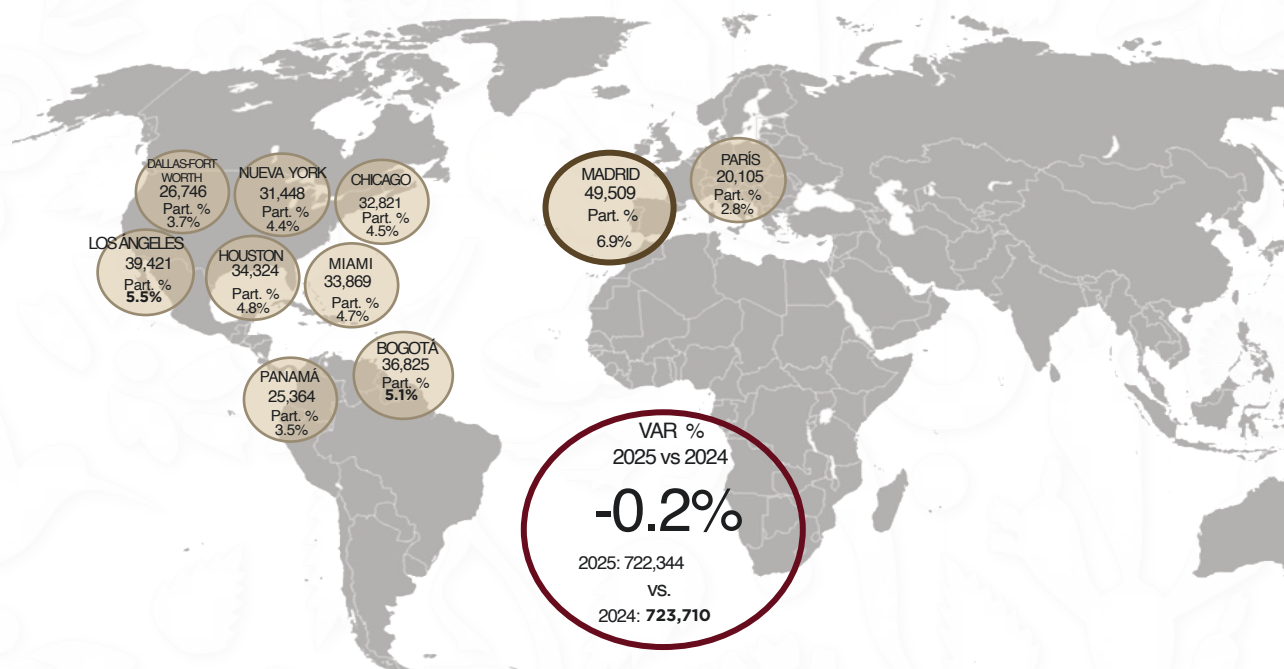 DALLAS-FORT
WORTH
26,746
Part. %
3.7%
NUEVA YORK
31,448
Part. %
4.4%
CHICAGO
32,821
Part. %
4.5%
LOS ANGELES
39,421
Part. %
5.5%
HOUSTON
34,324
Part. %
4.8%
MIAMI
33,869
Part. %
4.7%
PANAMÁ
25,364
Part. %
3.5%
BOGOTÁ
36,825
Part. %
5.1%
MADRID
49,509
Part. %
6.9%
PARÍS
20,105
Part. %
2.8%
VAR %
2025 vs 2024
-0.2%
2025: 722,344
vs.
2024: 723,710